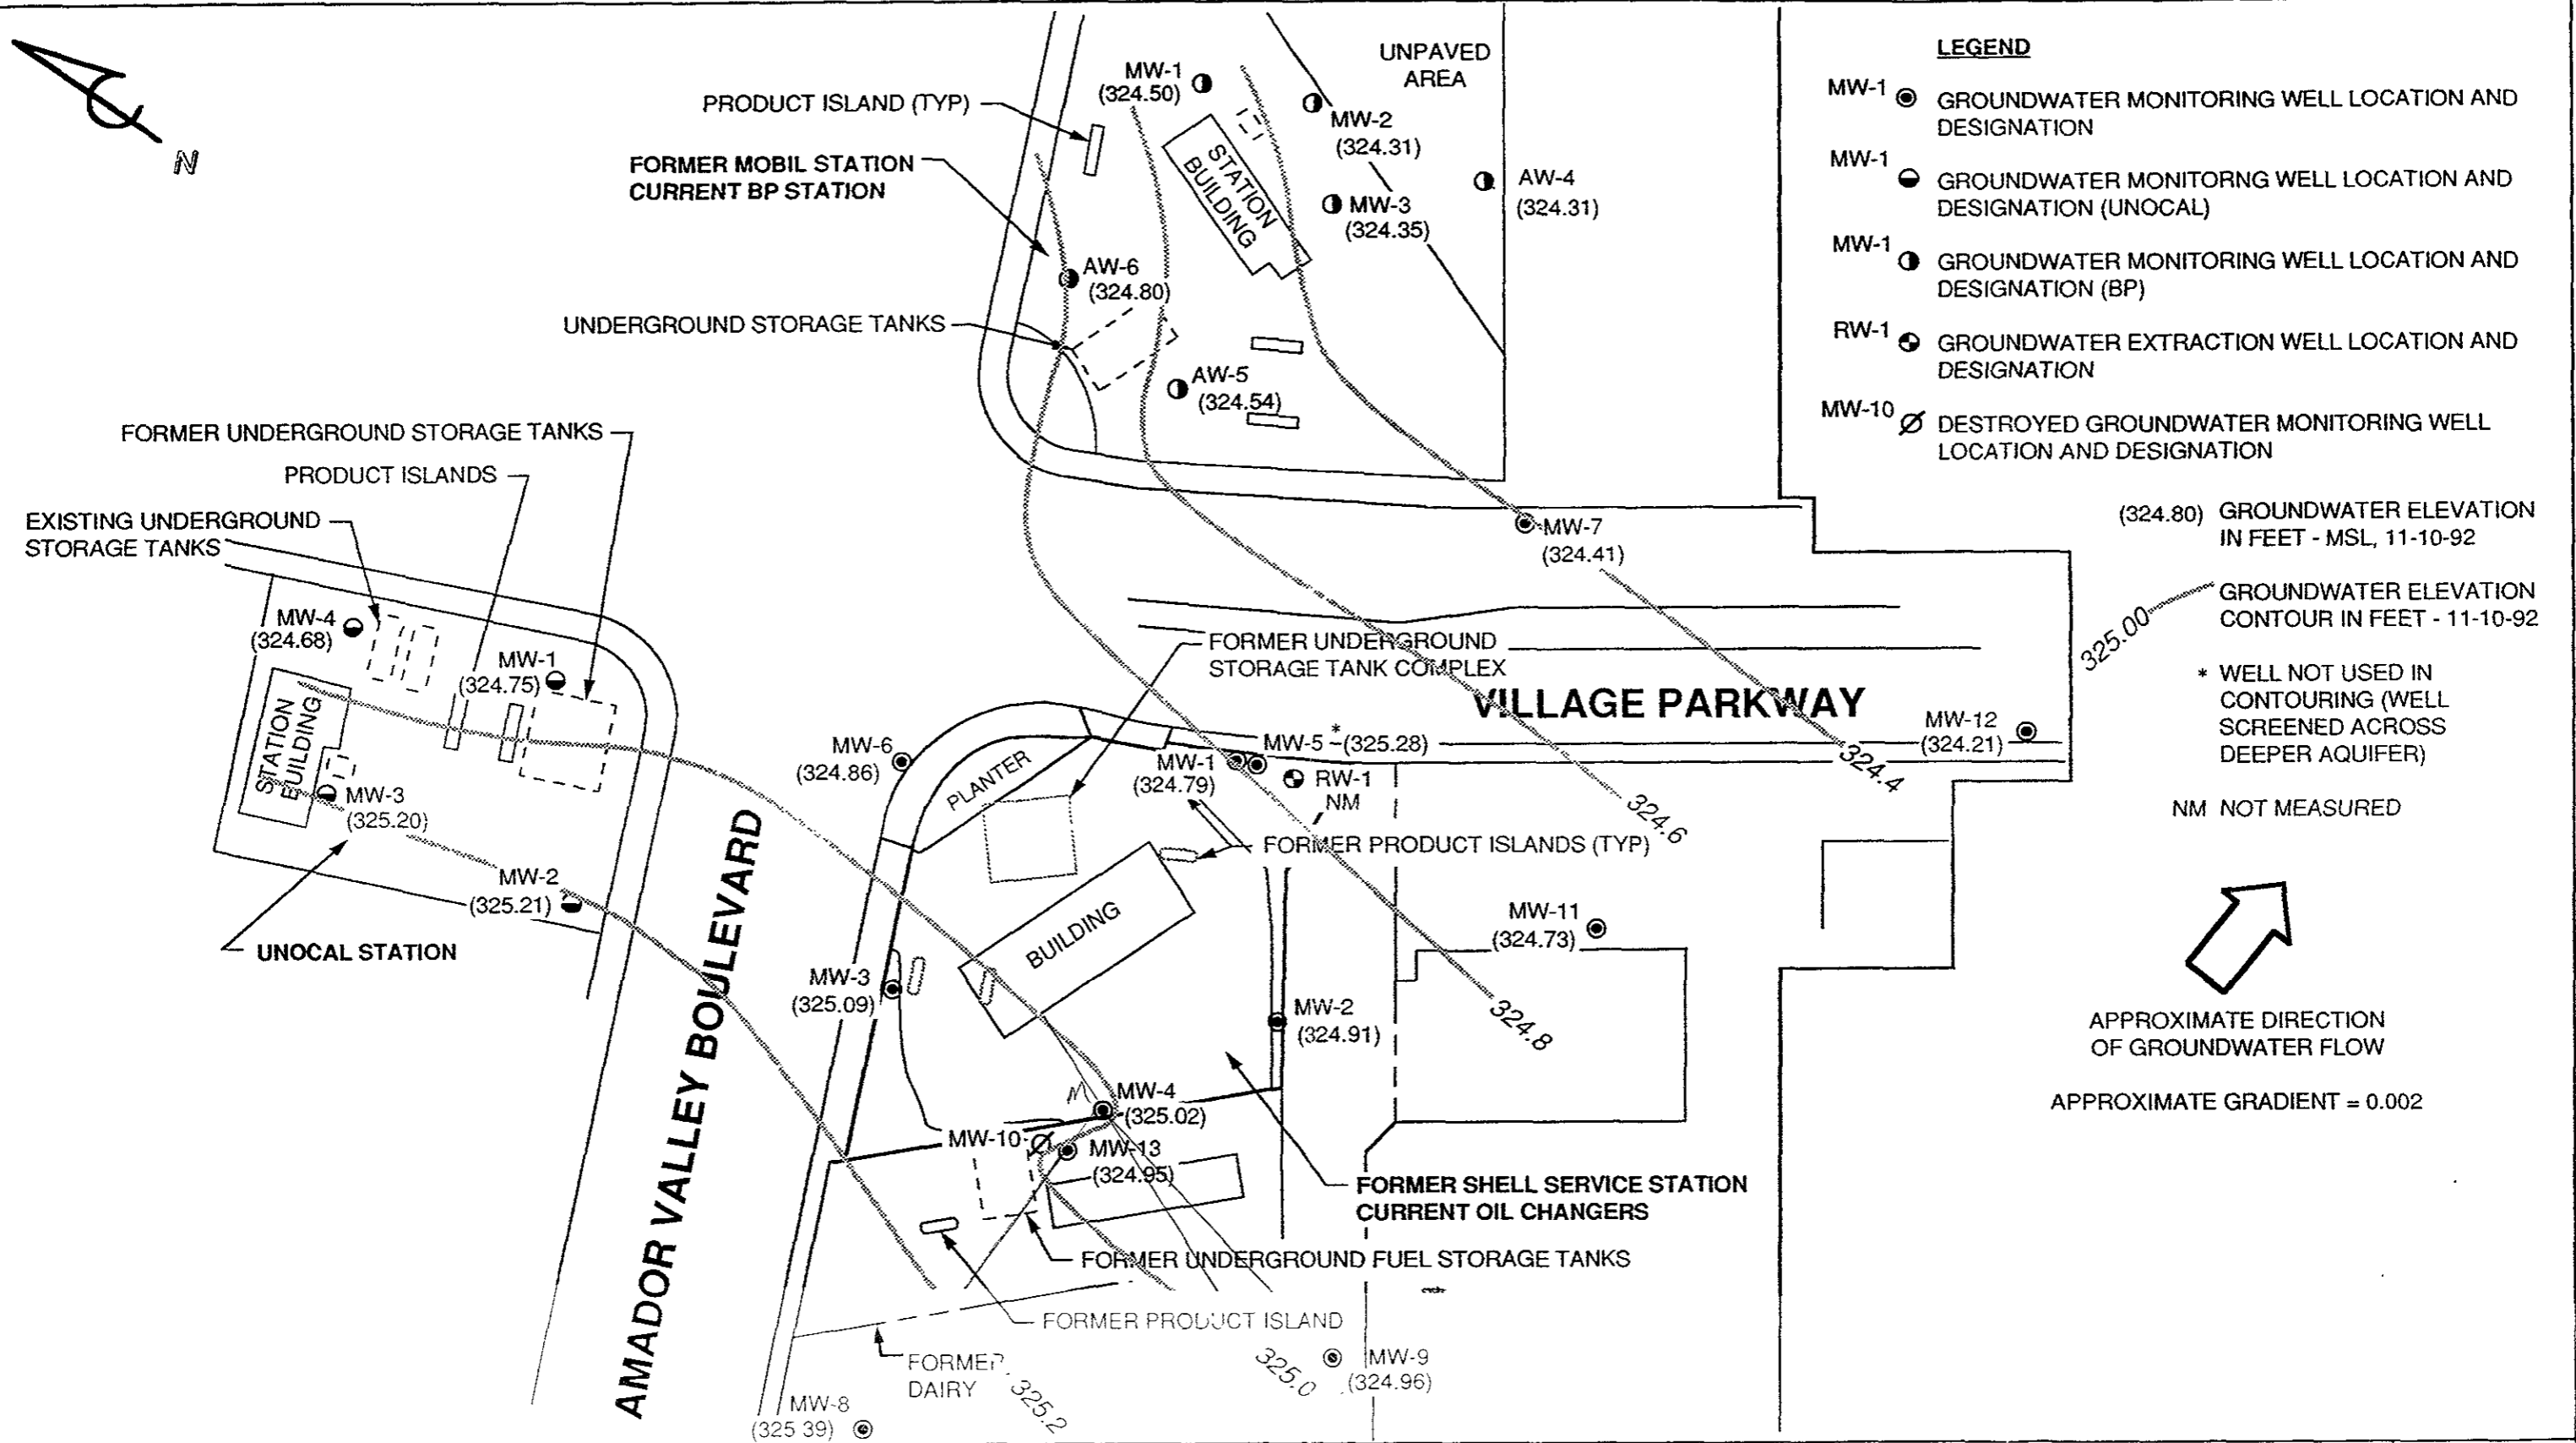 N
PRODUCT ISLAND (TYP)
FORMER MOBIL STATION
CURRENT BP STATION
UNDERGROUND STORAGE TANKS
MW-1
(324.50)
STATION
BUILDING
UNPAVED
AREA
MW-2
(324.31)
MW-3
(324.35)
AW-4
(324.31)
AW-6
(324.80)
AW-5
(324.54)
MW-7
(324.41)
FORMER UNDERGROUND STORAGE TANKS
PRODUCT ISLANDS
EXISTING UNDERGROUND
STORAGE TANKS
MW-4
(324.68)
MW-1
(324.75)
STATION
BUILDING
MW-3
(325.20)
MW-2
(325.21)
UNOCAL STATION
AMADOR VALLEY BOULEVARD
VILLAGE PARKWAY
FORMER UNDERGROUND
STORAGE TANK COMPLEX
MW-6
(324.86)
PLANTER
MW-5 * (325.28)
MW-1
(324.79)
RW-1
NM
MW-12
(324.21)
324.4
324.6
FORMER PRODUCT ISLANDS (TYP)
BUILDING
MW-11
(324.73)
MW-3
(325.09)
MW-2
(324.91)
324.8
MW-4
(325.02)
MW-10
MW-13
(324.95)
FORMER SHELL SERVICE STATION
CURRENT OIL CHANGERS
FORMER UNDERGROUND FUEL STORAGE TANKS
FORMER PRODUCT ISLAND
FORMER
DAIRY
325.2
325.0
MW-9
(324.96)
MW-8
(325 39)
LEGEND
MW-1 GROUNDWATER MONITORING WELL LOCATION AND
DESIGNATION
MW-1 GROUNDWATER MONITORNG WELL LOCATION AND
DESIGNATION (UNOCAL)
MW-1 GROUNDWATER MONITORING WELL LOCATION AND
DESIGNATION (BP)
RW-1 GROUNDWATER EXTRACTION WELL LOCATION AND
DESIGNATION
MW-10 DESTROYED GROUNDWATER MONITORING WELL
LOCATION AND DESIGNATION
(324.80) GROUNDWATER ELEVATION
IN FEET - MSL, 11-10-92
325.00 GROUNDWATER ELEVATION
CONTOUR IN FEET - 11-10-92
* WELL NOT USED IN
CONTOURING (WELL
SCREENED ACROSS
DEEPER AQUIFER)
NM NOT MEASURED
APPROXIMATE DIRECTION
OF GROUNDWATER FLOW
APPROXIMATE GRADIENT = 0.002